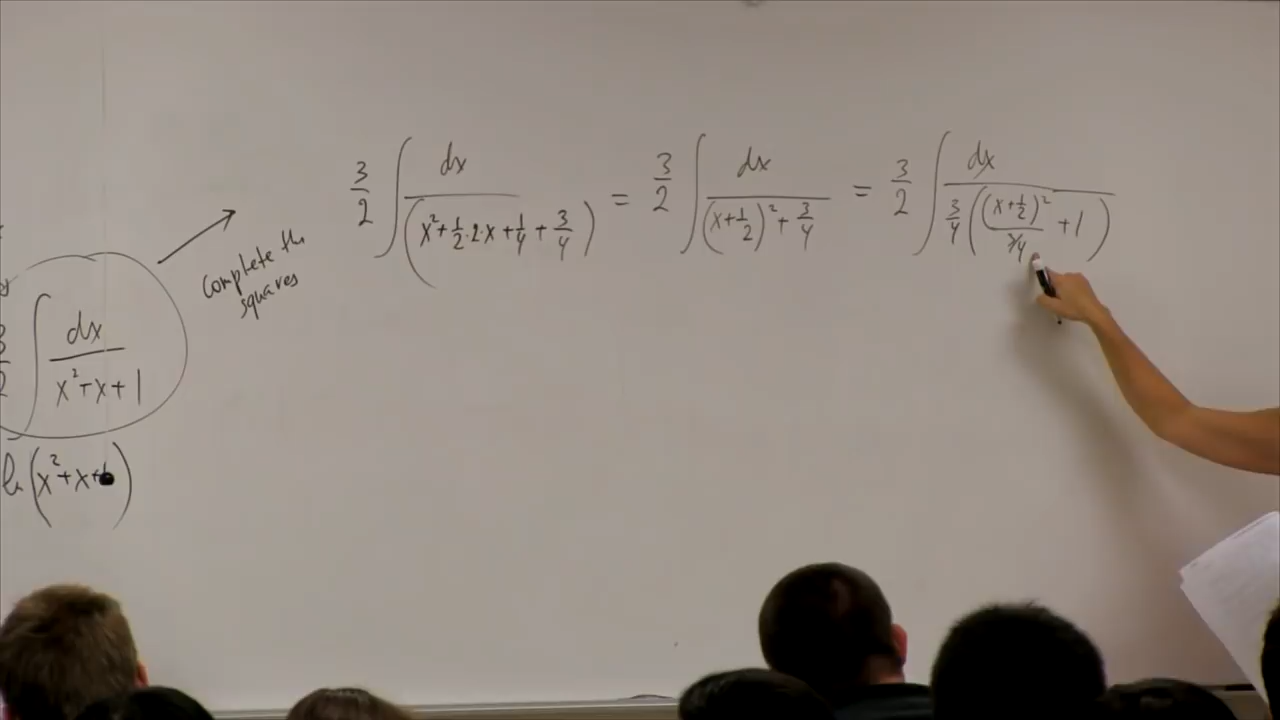 3/2 ∫ dx / (x² + 1/2·2·x + 1/4 + 3/4) = 3/2 ∫ dx / ((x+1/2)² + 3/4) = 3/2 ∫ dx / (3/4((x+1/2)²/(3/4) + 1))
Complete the
squares
∫ dx / (x²+x+1)
ln(x²+x+